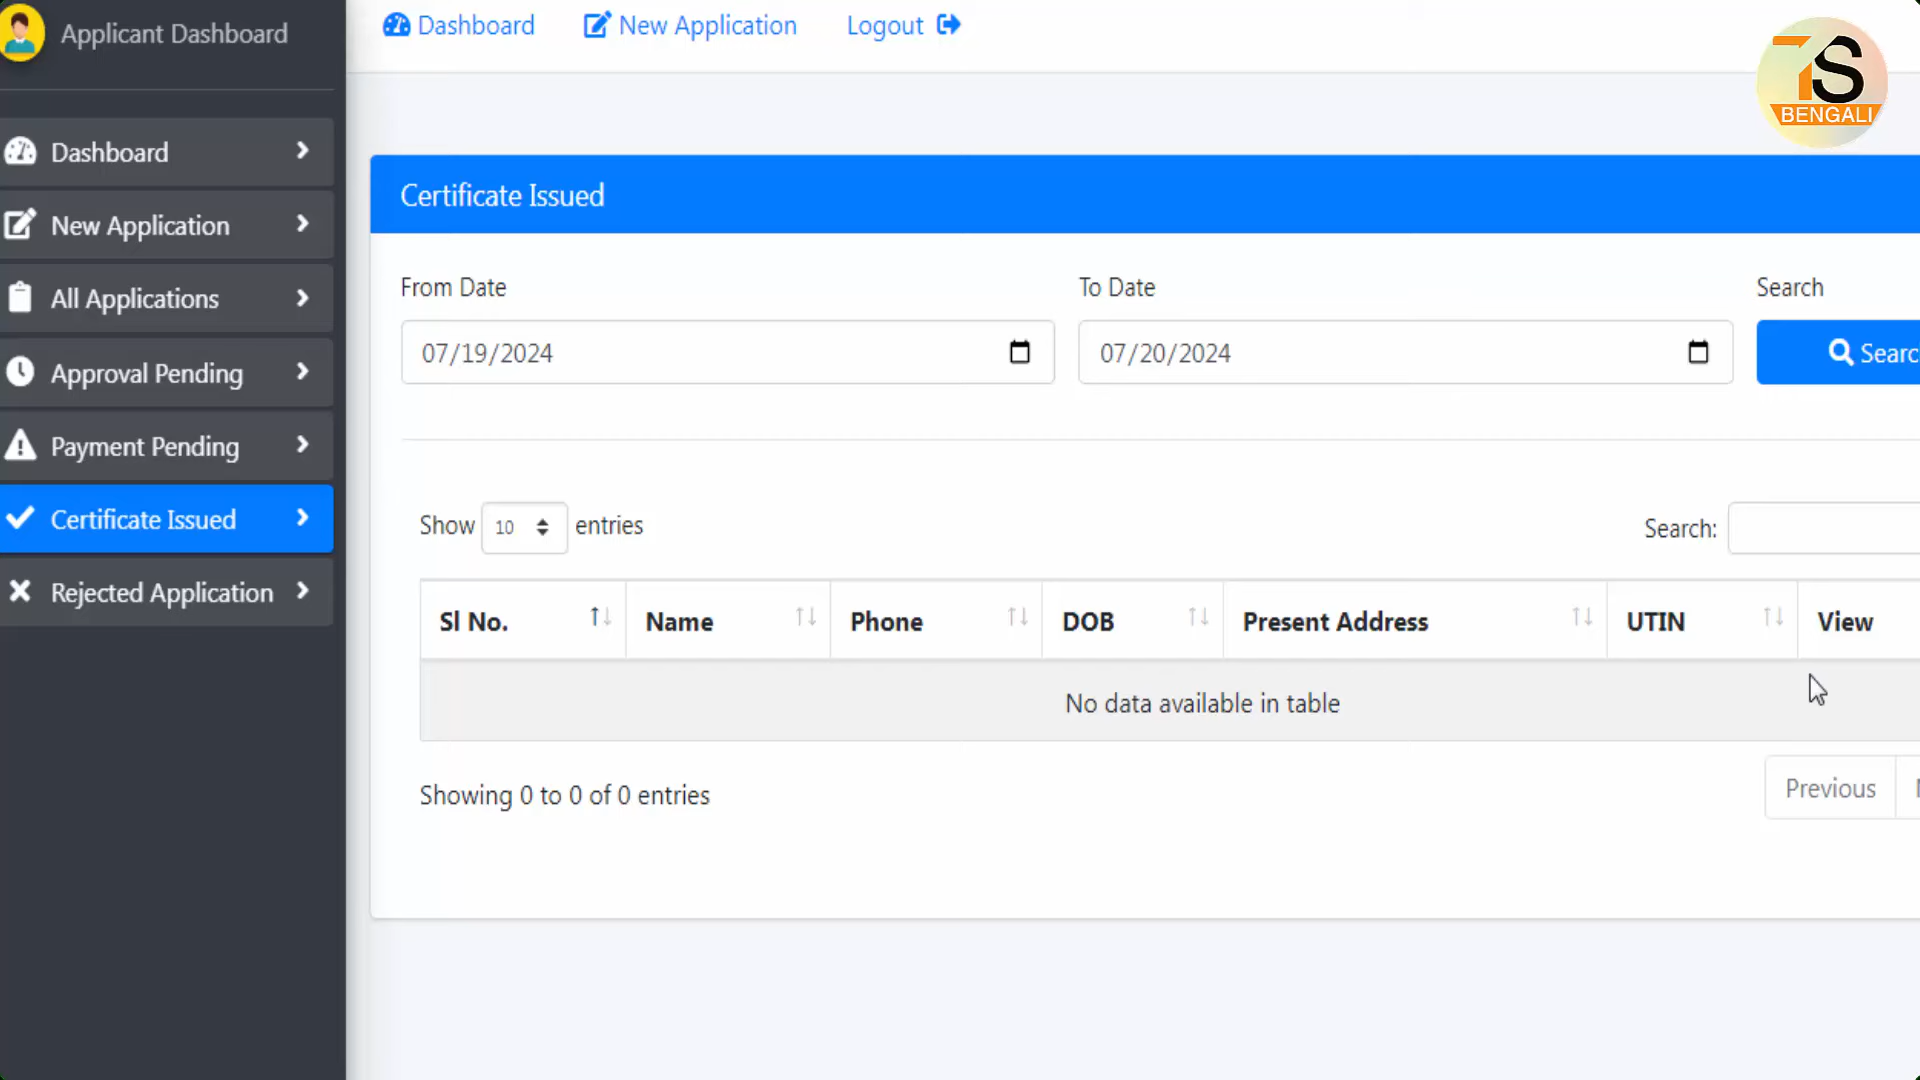 Applicant Dashboard
Dashboard
New Application
Logout
7S
BENGALI
Dashboard
New Application
All Applications
Approval Pending
Payment Pending
Certificate Issued
Rejected Application
Certificate Issued
From Date
To Date
Search
07/19/2024
07/20/2024
Searc
Show 10 entries
Search:
Sl No.
Name
Phone
DOB
Present Address
UTIN
View
No data available in table
Showing 0 to 0 of 0 entries
Previous